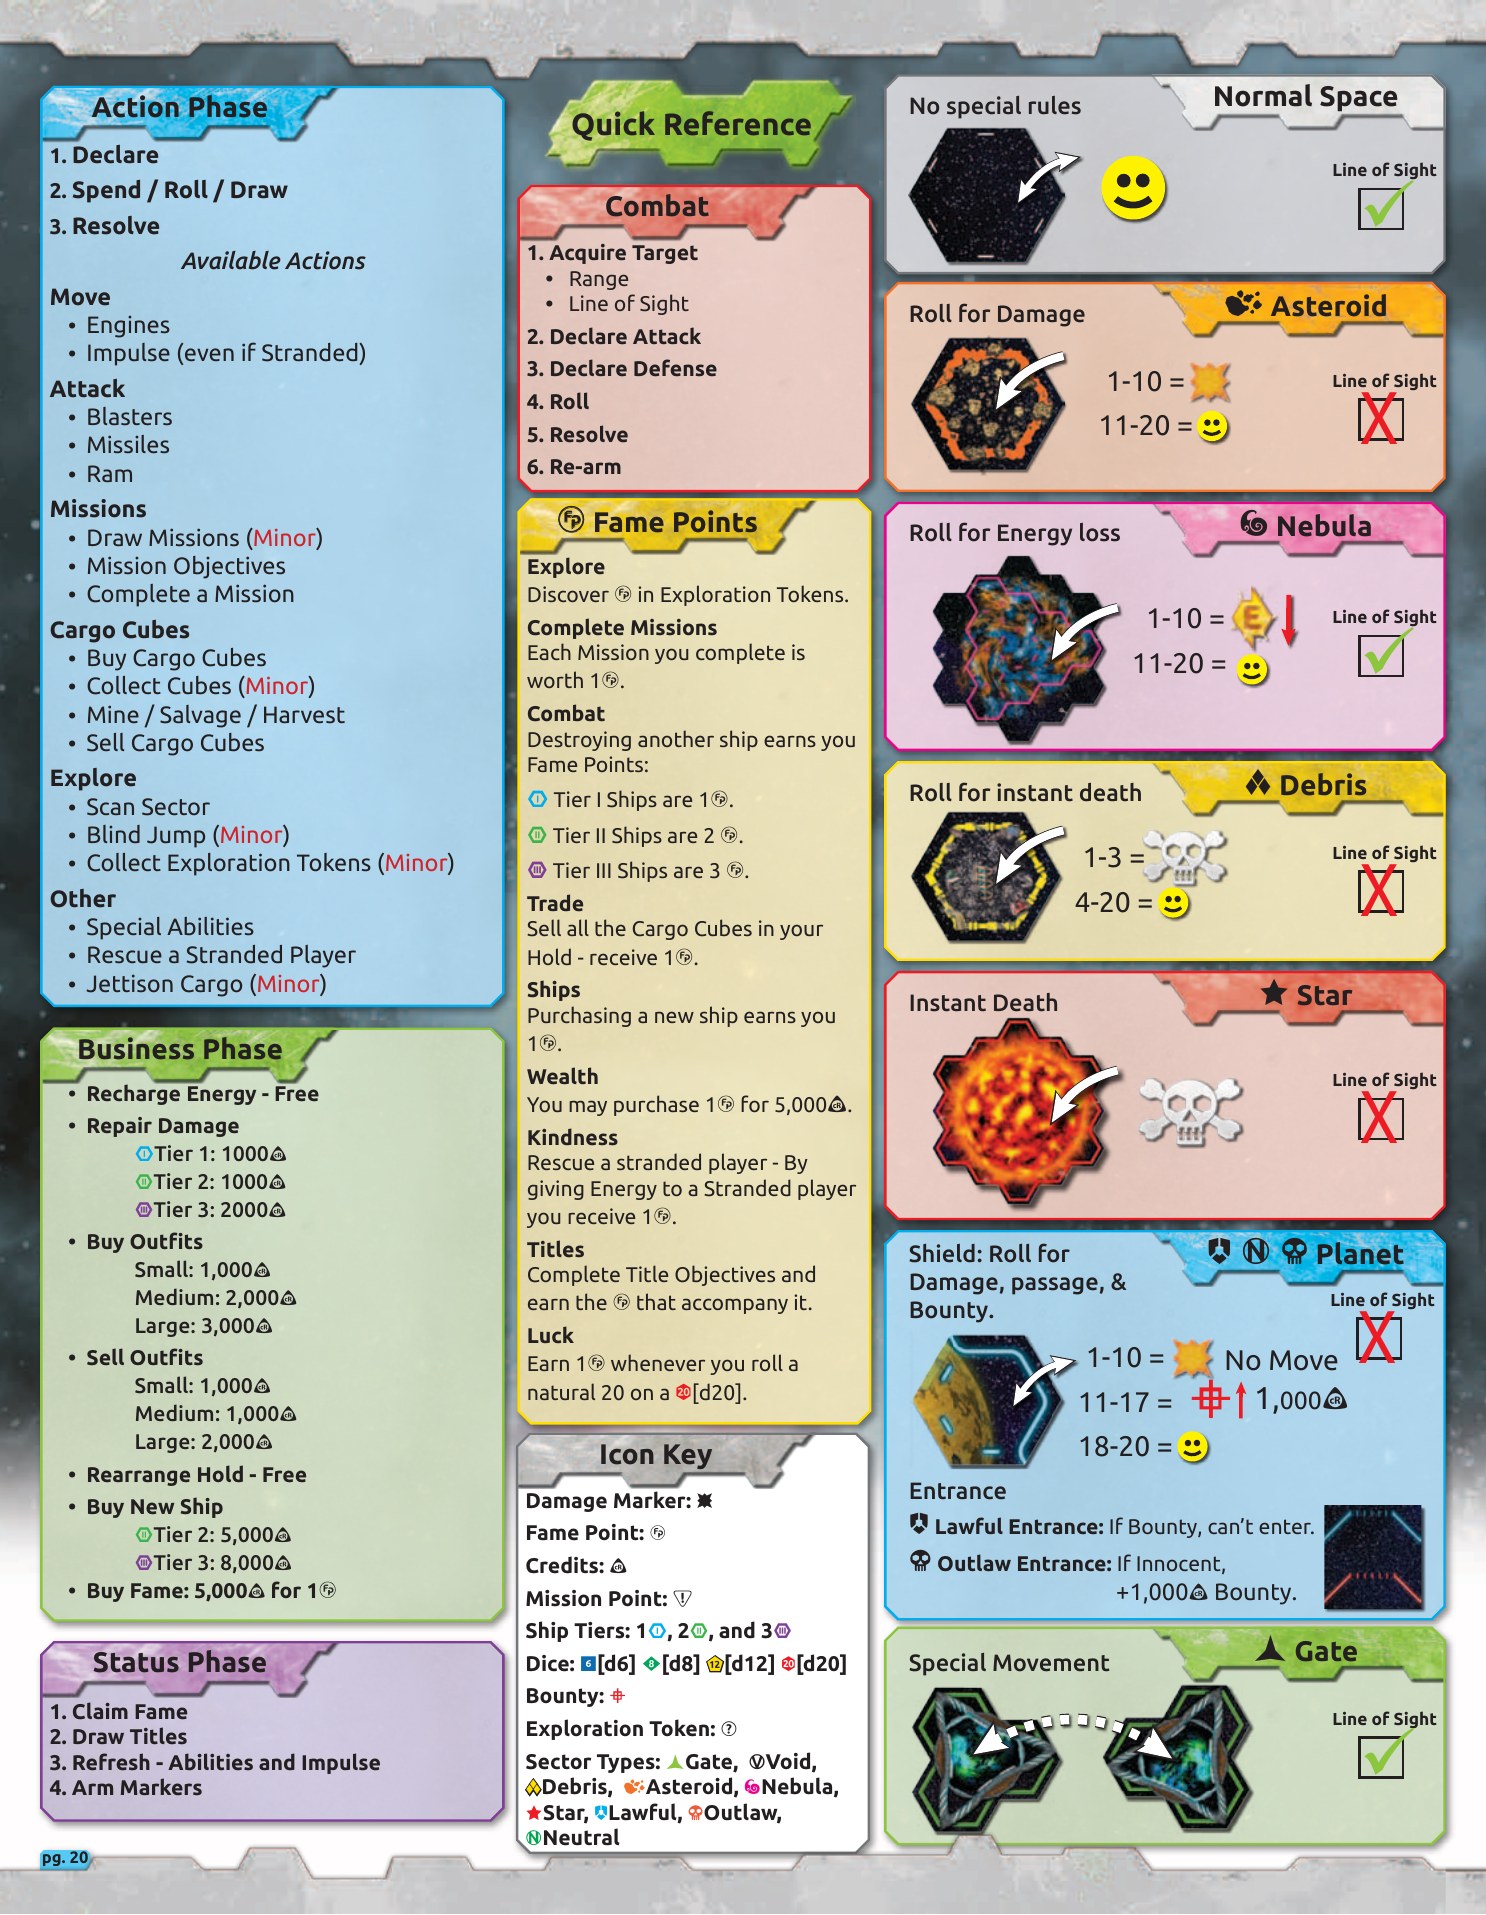 Action Phase
1. Declare
2. Spend / Roll / Draw
3. Resolve
Available Actions
Move
• Engines
• Impulse (even if Stranded)
Attack
• Blasters
• Missiles
• Ram
Missions
• Draw Missions (Minor)
• Mission Objectives
• Complete a Mission
Cargo Cubes
• Buy Cargo Cubes
• Collect Cubes (Minor)
• Mine / Salvage / Harvest
• Sell Cargo Cubes
Explore
• Scan Sector
• Blind Jump (Minor)
• Collect Exploration Tokens (Minor)
Other
• Special Abilities
• Rescue a Stranded Player
• Jettison Cargo (Minor)
Business Phase
• Recharge Energy - Free
• Repair Damage
Tier 1: 1000
Tier 2: 1000
Tier 3: 2000
• Buy Outfits
Small: 1,000
Medium: 2,000
Large: 3,000
• Sell Outfits
Small: 1,000
Medium: 1,000
Large: 2,000
• Rearrange Hold - Free
• Buy New Ship
Tier 2: 5,000
Tier 3: 8,000
• Buy Fame: 5,000 for 1
Status Phase
1. Claim Fame
2. Draw Titles
3. Refresh - Abilities and Impulse
4. Arm Markers
pg. 20
Quick Reference
Combat
1. Acquire Target
• Range
• Line of Sight
2. Declare Attack
3. Declare Defense
4. Roll
5. Resolve
6. Re-arm
Fame Points
Explore
Discover in Exploration Tokens.
Complete Missions
Each Mission you complete is
worth 1.
Combat
Destroying another ship earns you
Fame Points:
Tier I Ships are 1.
Tier II Ships are 2.
Tier III Ships are 3.
Trade
Sell all the Cargo Cubes in your
Hold - receive 1.
Ships
Purchasing a new ship earns you
1.
Wealth
You may purchase 1 for 5,000.
Kindness
Rescue a stranded player - By
giving Energy to a Stranded player
you receive 1.
Titles
Complete Title Objectives and
earn the that accompany it.
Luck
Earn 1 whenever you roll a
natural 20 on a [d20].
Icon Key
Damage Marker:
Fame Point:
Credits:
Mission Point:
Ship Tiers: 1, 2, and 3
Dice: [d6] [d8] [d12] [d20]
Bounty:
Exploration Token:
Sector Types: Gate, Void,
Debris, Asteroid, Nebula,
Star, Lawful, Outlaw,
Neutral
Normal Space
No special rules
Line of Sight
Asteroid
Roll for Damage
1-10 =
11-20 =
Line of Sight
Nebula
Roll for Energy loss
1-10 = E
11-20 =
Line of Sight
Debris
Roll for instant death
1-3 =
4-20 =
Line of Sight
Star
Instant Death
Line of Sight
Planet
Shield: Roll for
Damage, passage, &
Bounty.
Line of Sight
1-10 = No Move
11-17 = 1,000
18-20 =
Entrance
Lawful Entrance: If Bounty, can't enter.
Outlaw Entrance: If Innocent,
+1,000 Bounty.
Gate
Special Movement
Line of Sight